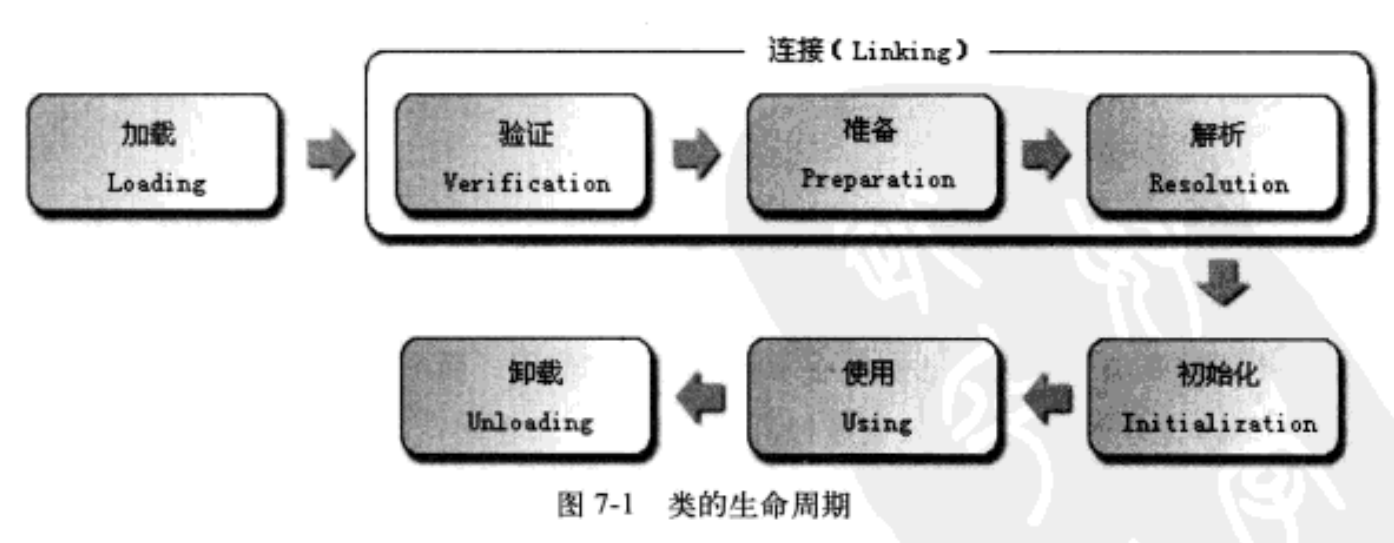 连接(Linking)
加载
Loading
验证
Verification
准备
Preparation
解析
Resolution
卸载
Unloading
使用
Using
初始化
Initialization
图 7-1 类的生命周期